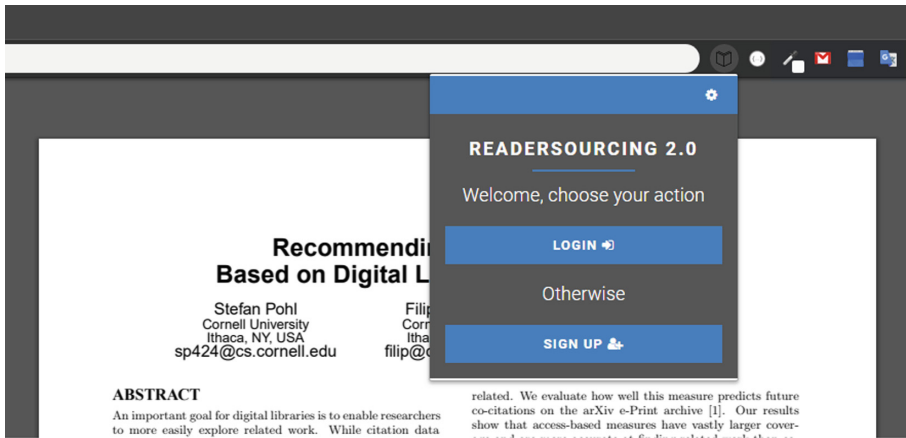 READERSOURCING 2.0
Welcome, choose your action
LOGIN
Otherwise
SIGN UP
Based on Digital
Stefan Pohl
Cornell University
Ithaca, NY, USA
sp424@cs.cornell.edu
ABSTRACT
An important goal for digital libraries is to enable researchers
to more easily explore related work. While citation data
related. We evaluate how well this measure predicts future
co-citations on the arXiv e-Print archive [1]. Our results
show that access-based measures have vastly larger cover-